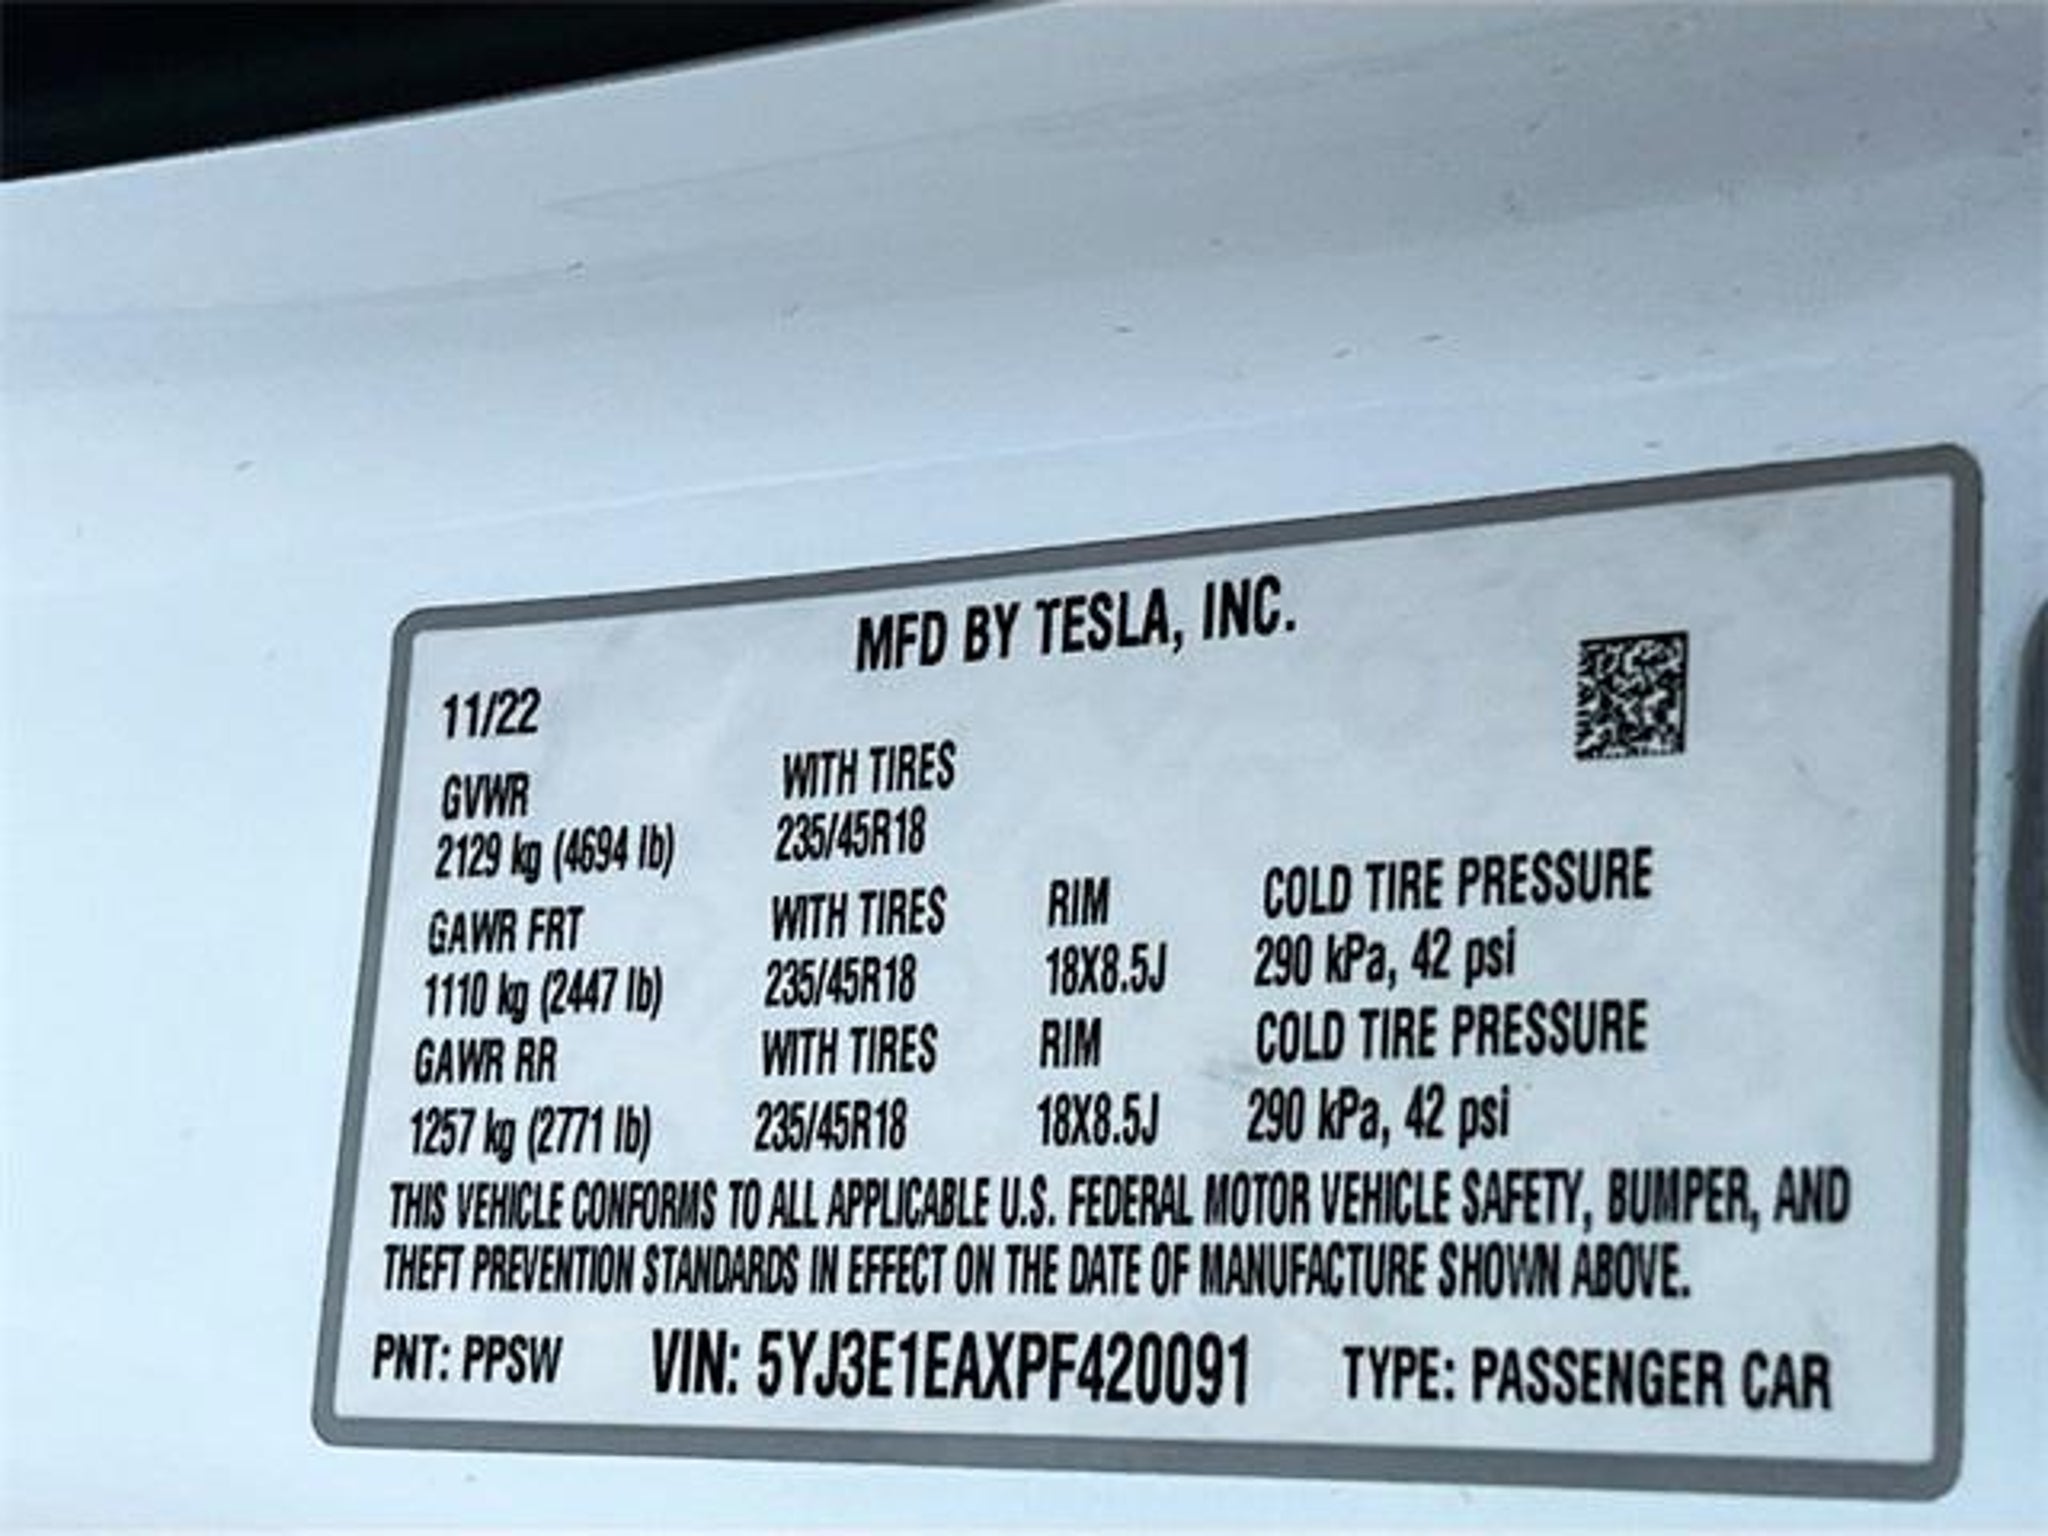 MFD BY TESLA, INC.
11/22
GVWR WITH TIRES
2129 kg (4694 lb) 235/45R18
GAWR FRT WITH TIRES RIM COLD TIRE PRESSURE
1110 kg (2447 lb) 235/45R18 18X8.5J 290 kPa, 42 psi
GAWR RR WITH TIRES RIM COLD TIRE PRESSURE
1257 kg (2771 lb) 235/45R18 18X8.5J 290 kPa, 42 psi
THIS VEHICLE CONFORMS TO ALL APPLICABLE U.S. FEDERAL MOTOR VEHICLE SAFETY, BUMPER, AND
THEFT PREVENTION STANDARDS IN EFFECT ON THE DATE OF MANUFACTURE SHOWN ABOVE.
PNT: PPSW VIN: 5YJ3E1EAXPF420091 TYPE: PASSENGER CAR